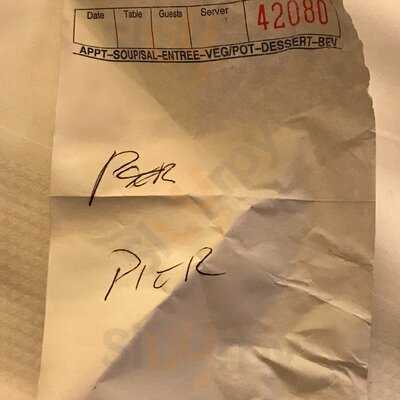 Date Table Guests Server 42080
APPT-SOUP/SAL-ENTREE-VEG/POT-DESSERT-BEV
PIER